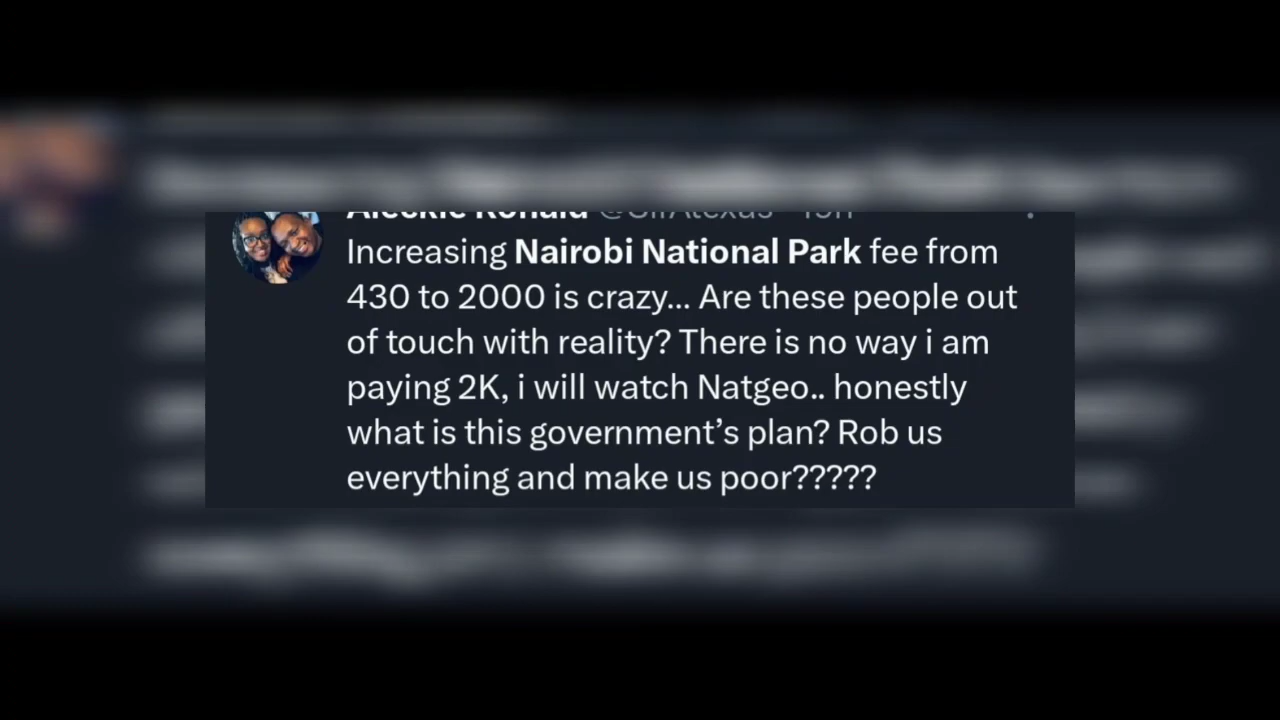 Increasing Nairobi National Park fee from
430 to 2000 is crazy... Are these people out
of touch with reality? There is no way i am
paying 2K, i will watch Natgeo.. honestly
what is this government’s plan? Rob us
everything and make us poor?????